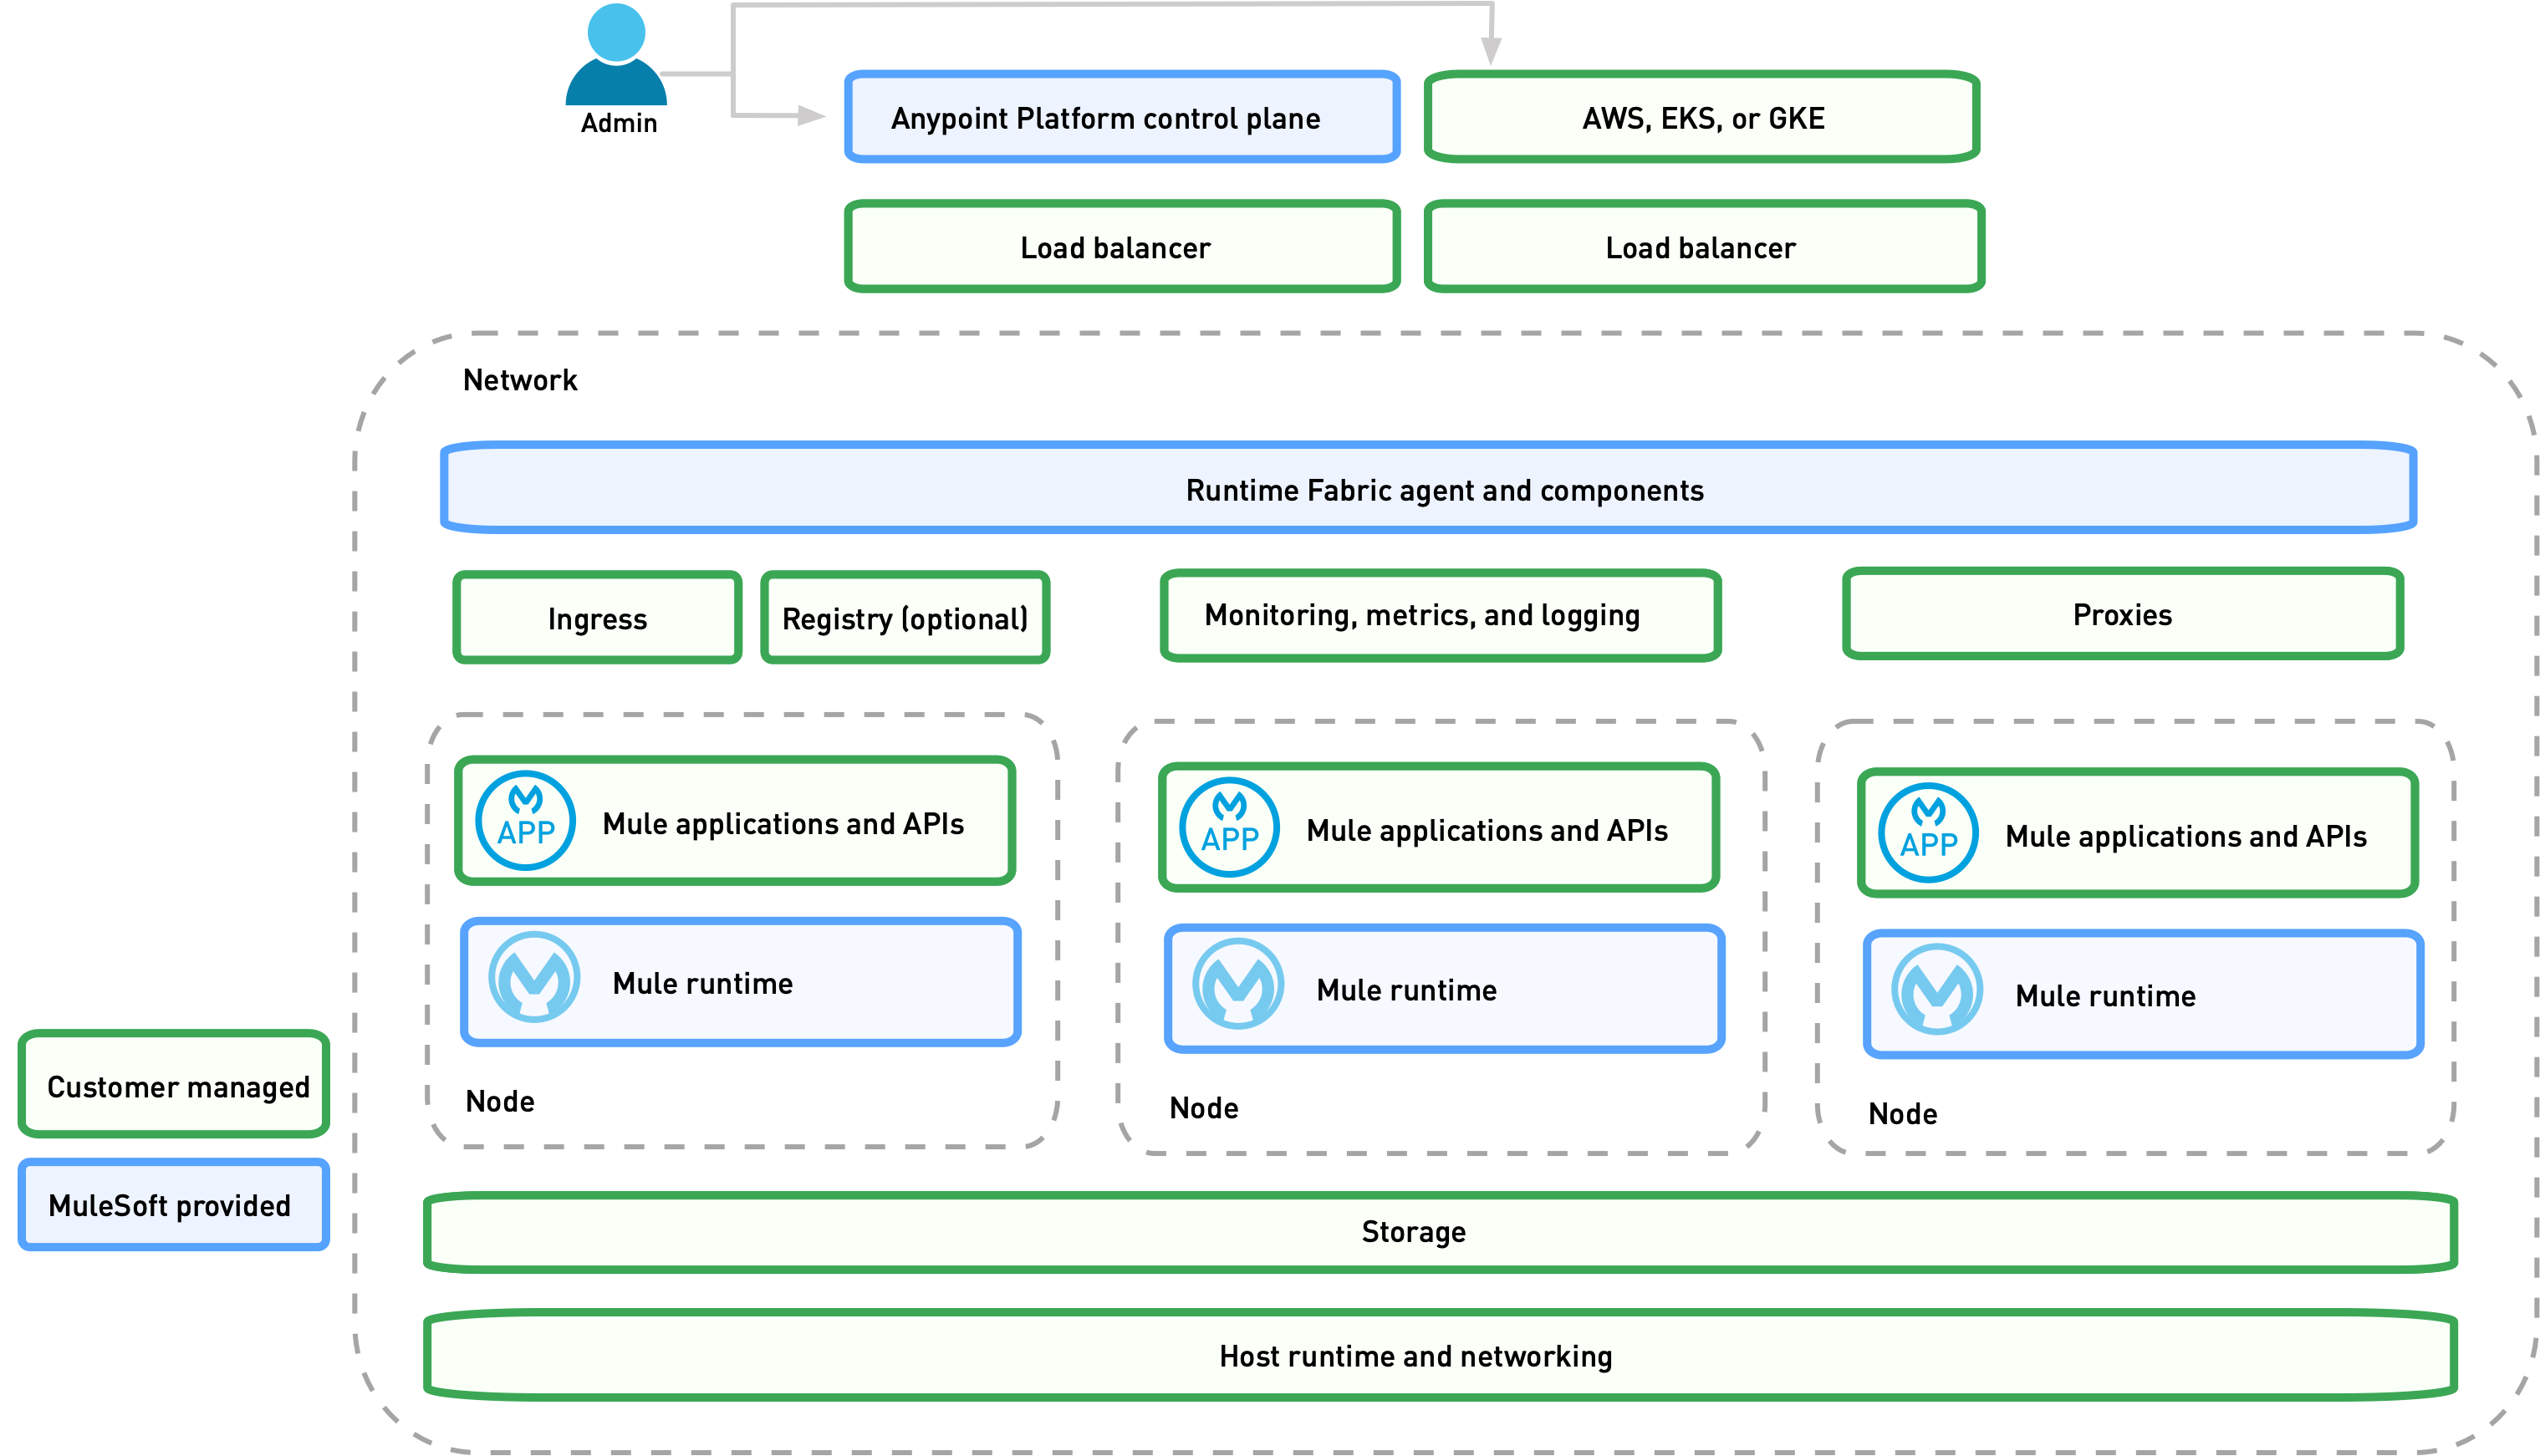 Admin
Anypoint Platform control plane
AWS, EKS, or GKE
Load balancer
Load balancer
Network
Runtime Fabric agent and components
Ingress
Registry (optional)
Monitoring, metrics, and logging
Proxies
APP
Mule applications and APIs
APP
Mule applications and APIs
APP
Mule applications and APIs
Mule runtime
Mule runtime
Mule runtime
Node
Node
Node
Customer managed
MuleSoft provided
Storage
Host runtime and networking